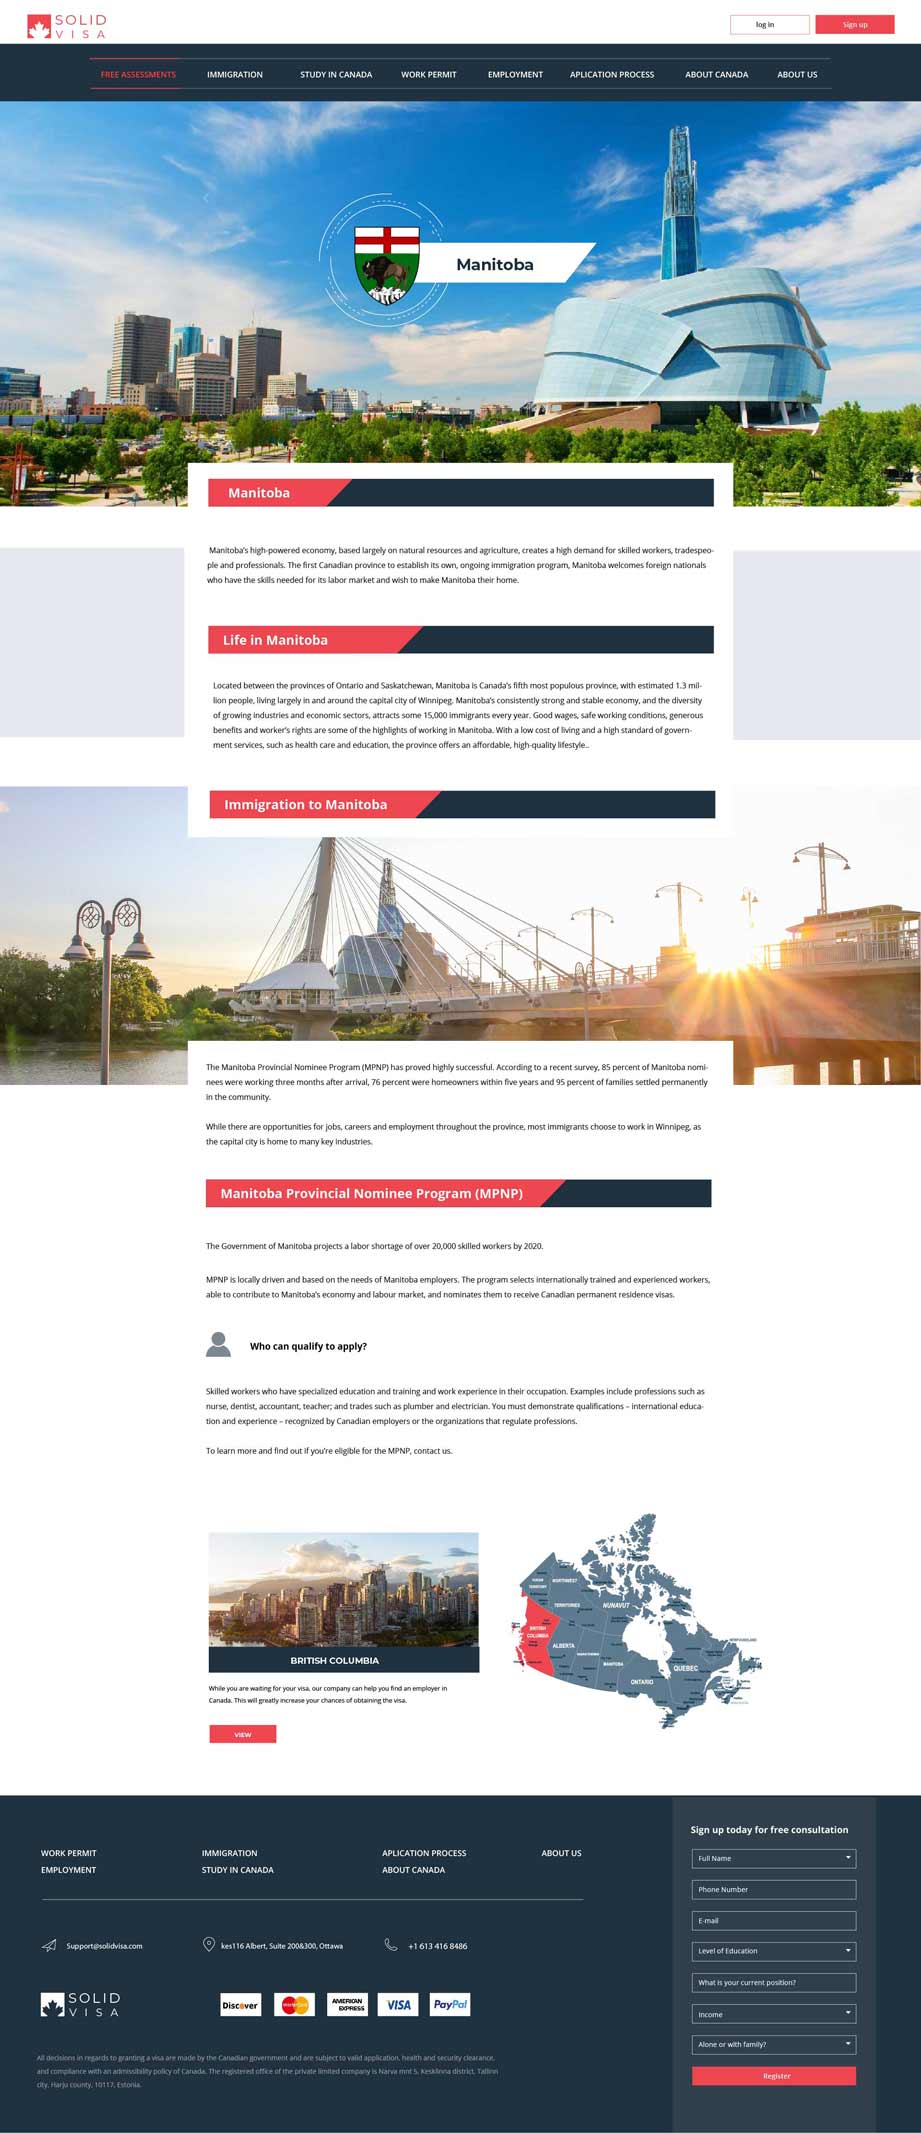 SOLID
VISA
log in
Sign up
FREE ASSESSMENTS IMMIGRATION STUDY IN CANADA WORK PERMIT EMPLOYMENT APLICATION PROCESS ABOUT CANADA ABOUT US
Manitoba
Manitoba
Manitoba's high-powered economy, based largely on natural resources and agriculture, creates a high demand for skilled workers, tradespeo-
ple and professionals. The first Canadian province to establish its own, ongoing immigration program, Manitoba welcomes foreign nationals
who have the skills needed for its labor market and wish to make Manitoba their home.
Life in Manitoba
Located between the provinces of Ontario and Saskatchewan, Manitoba is Canada's fifth most populous province, with estimated 1.3 mil-
lion people, living largely in and around the capital city of Winnipeg. Manitoba's consistently strong and stable economy, and the diversity
of growing industries and economic sectors, attracts some 15,000 immigrants every year. Good wages, safe working conditions, generous
benefits and worker's rights are some of the highlights of working in Manitoba. With a low cost of living and a high standard of govern-
ment services, such as health care and education, the province offers an affordable, high-quality lifestyle..
Immigration to Manitoba
The Manitoba Provincial Nominee Program (MPNP) has proved highly successful. According to a recent survey, 85 percent of Manitoba nomi-
nees were working three months after arrival, 76 percent were homeowners within five years and 95 percent of families settled permanently
in the community.
While there are opportunities for jobs, careers and employment throughout the province, most immigrants choose to work in Winnipeg, as
the capital city is home to many key industries.
Manitoba Provincial Nominee Program (MPNP)
The Government of Manitoba projects a labor shortage of over 20,000 skilled workers by 2020.
MPNP is locally driven and based on the needs of Manitoba employers. The program selects internationally trained and experienced workers,
able to contribute to Manitoba's economy and labour market, and nominates them to receive Canadian permanent residence visas.
Who can qualify to apply?
Skilled workers who have specialized education and training and work experience in their occupation. Examples include professions such as
nurse, dentist, accountant, teacher; and trades such as plumber and electrician. You must demonstrate qualifications – international educa-
tion and experience – recognized by Canadian employers or the organizations that regulate professions.
To learn more and find out if you're eligible for the MPNP, contact us.
BRITISH COLUMBIA
While you are waiting for your visa, our company can help you find an employer in
Canada. This will greatly increase your chances of obtaining the visa.
VIEW
YUKON
TERRITORY
NORTHWEST
TERRITORIES
NUNAVUT
BRITISH
COLUMBIA
ALBERTA
MANITOBA
ONTARIO
QUEBEC
NEWFOUNDLAND
WORK PERMIT IMMIGRATION APLICATION PROCESS ABOUT US
EMPLOYMENT STUDY IN CANADA ABOUT CANADA
Support@solidvisa.com
kes116 Albert, Suite 200&300, Ottawa
+1 613 416 8486
SOLID
VISA
Discover
MasterCard
AMERICAN
EXPRESS
VISA
PayPal
All decisions in regards to granting a visa are made by the Canadian government and are subject to valid application, health and security clearance,
and compliance with an admissibility policy of Canada. The registered office of the private limited company is Narva mnt 5, Kesklinna district, Tallinn
city, Harju county, 10117, Estonia.
Sign up today for free consultation
Full Name
Phone Number
E-mail
Level of Education
What is your current position?
Income
Alone or with family?
Register